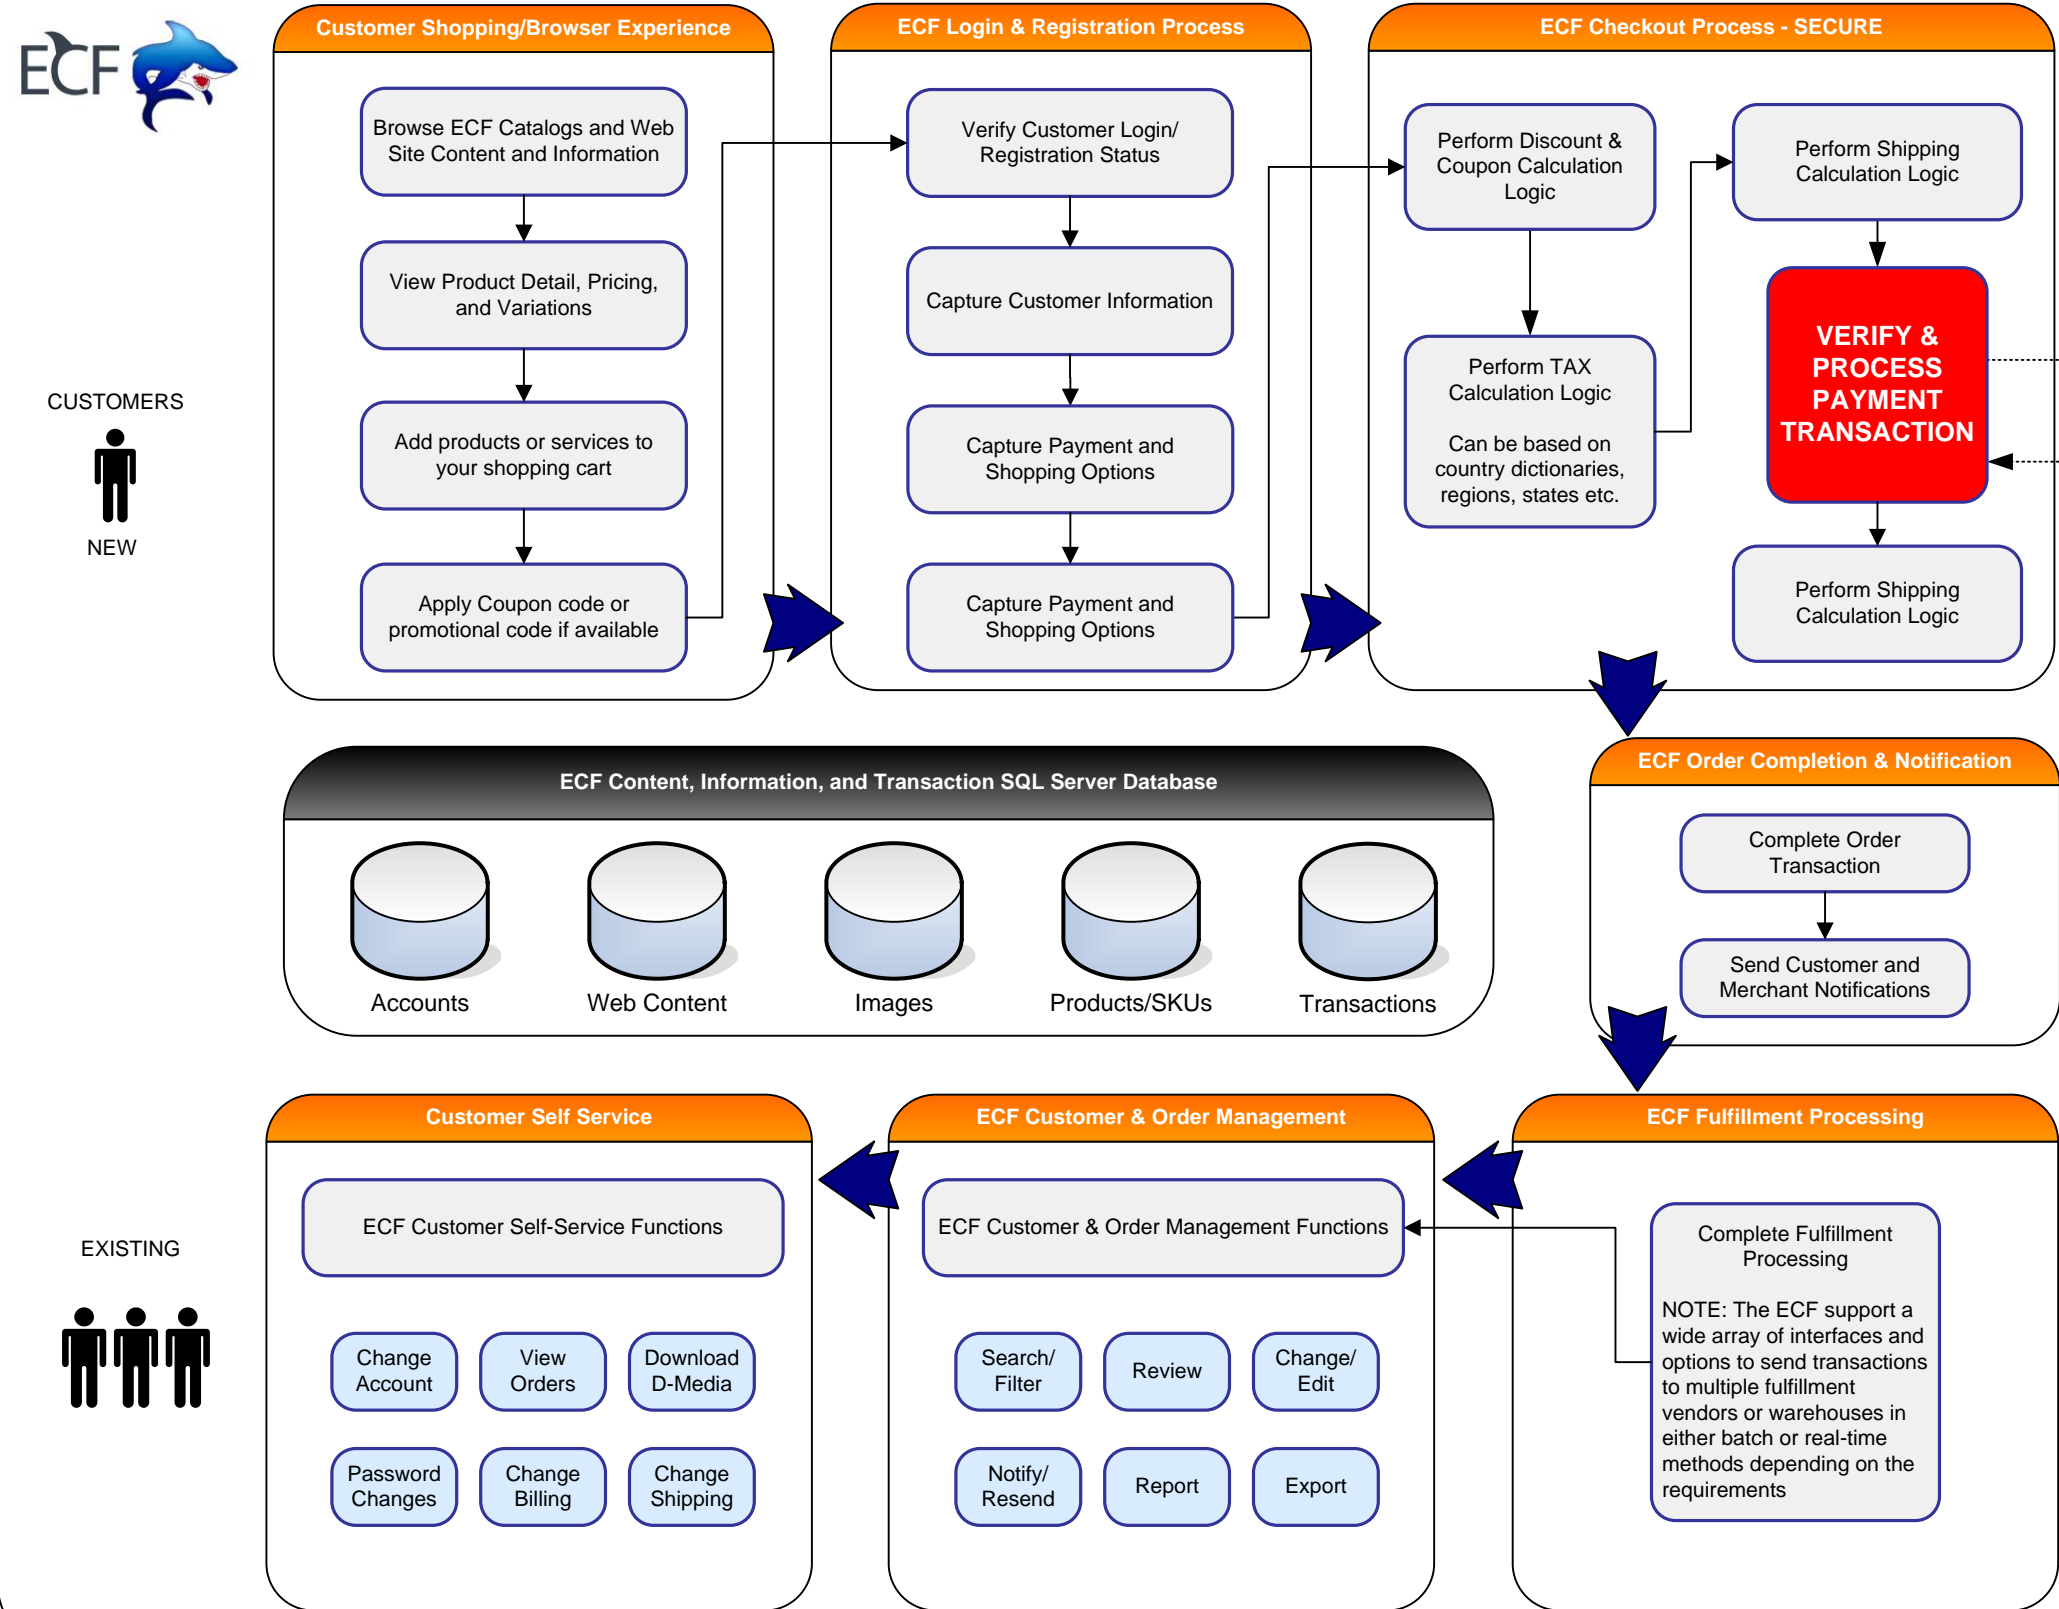 ECF
Customer Shopping/Browser Experience
Browse ECF Catalogs and Web
Site Content and Information
View Product Detail, Pricing,
and Variations
Add products or services to
your shopping cart
Apply Coupon code or
promotional code if available
ECF Login & Registration Process
Verify Customer Login/
Registration Status
Capture Customer Information
Capture Payment and
Shopping Options
Capture Payment and
Shopping Options
ECF Checkout Process - SECURE
Perform Discount &
Coupon Calculation
Logic
Perform TAX
Calculation Logic
Can be based on
country dictionaries,
regions, states etc.
Perform Shipping
Calculation Logic
VERIFY &
PROCESS
PAYMENT
TRANSACTION
Perform Shipping
Calculation Logic
CUSTOMERS
NEW
ECF Content, Information, and Transaction SQL Server Database
Accounts
Web Content
Images
Products/SKUs
Transactions
ECF Order Completion & Notification
Complete Order
Transaction
Send Customer and
Merchant Notifications
EXISTING
Customer Self Service
ECF Customer Self-Service Functions
Change
Account
View
Orders
Download
D-Media
Password
Changes
Change
Billing
Change
Shipping
ECF Customer & Order Management
ECF Customer & Order Management Functions
Search/
Filter
Review
Change/
Edit
Notify/
Resend
Report
Export
ECF Fulfillment Processing
Complete Fulfillment
Processing
NOTE: The ECF support a
wide array of interfaces and
options to send transactions
to multiple fulfillment
vendors or warehouses in
either batch or real-time
methods depending on the
requirements